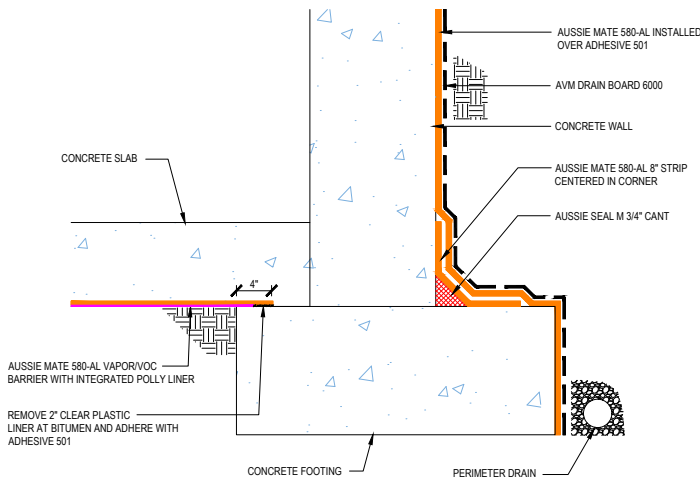 AUSSIE MATE 580-AL INSTALLED
OVER ADHESIVE 501
AVM DRAIN BOARD 6000
CONCRETE WALL
CONCRETE SLAB
AUSSIE MATE 580-AL 8" STRIP
CENTERED IN CORNER
AUSSIE SEAL M 3/4" CANT
4"
AUSSIE MATE 580-AL VAPOR/VOC
BARRIER WITH INTEGRATED POLLY LINER
REMOVE 2" CLEAR PLASTIC
LINER AT BITUMEN AND ADHERE WITH
ADHESIVE 501
CONCRETE FOOTING
PERIMETER DRAIN